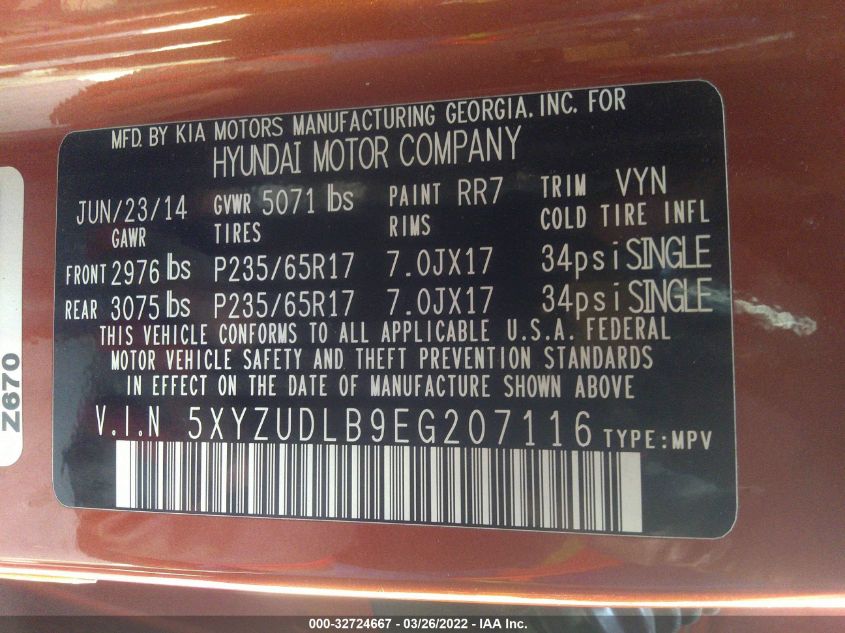 MFD. BY KIA MOTORS MANUFACTURING GEORGIA. INC. FOR
HYUNDAI MOTOR COMPANY
JUN/23/14 GVWR 5071 lbs PAINT RR7 TRIM VYN
GAWR TIRES RIMS COLD TIRE INFL
FRONT 2976 lbs P235/65R17 7.0JX17 34psi SINGLE
REAR 3075 lbs P235/65R17 7.0JX17 34psi SINGLE
THIS VEHICLE CONFORMS TO ALL APPLICABLE U.S.A. FEDERAL
MOTOR VEHICLE SAFETY AND THEFT PREVENTION STANDARDS
IN EFFECT ON THE DATE OF MANUFACTURE SHOWN ABOVE
V.I.N 5XYZUDLB9EG207116 TYPE:MPV
Z670
000-32724667 - 03/26/2022 - IAA Inc.